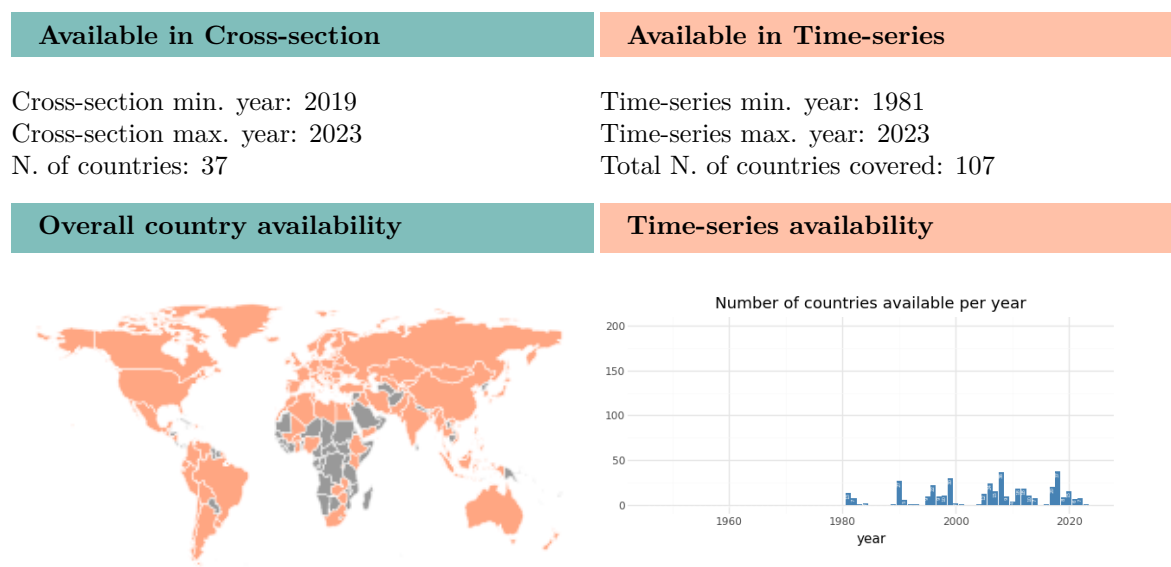 Available in Cross-section
Available in Time-series
Cross-section min. year: 2019
Cross-section max. year: 2023
N. of countries: 37
Time-series min. year: 1981
Time-series max. year: 2023
Total N. of countries covered: 107
Overall country availability
Time-series availability
Number of countries available per year
200
150
100
50
0
1960 1980 2000 2020
year